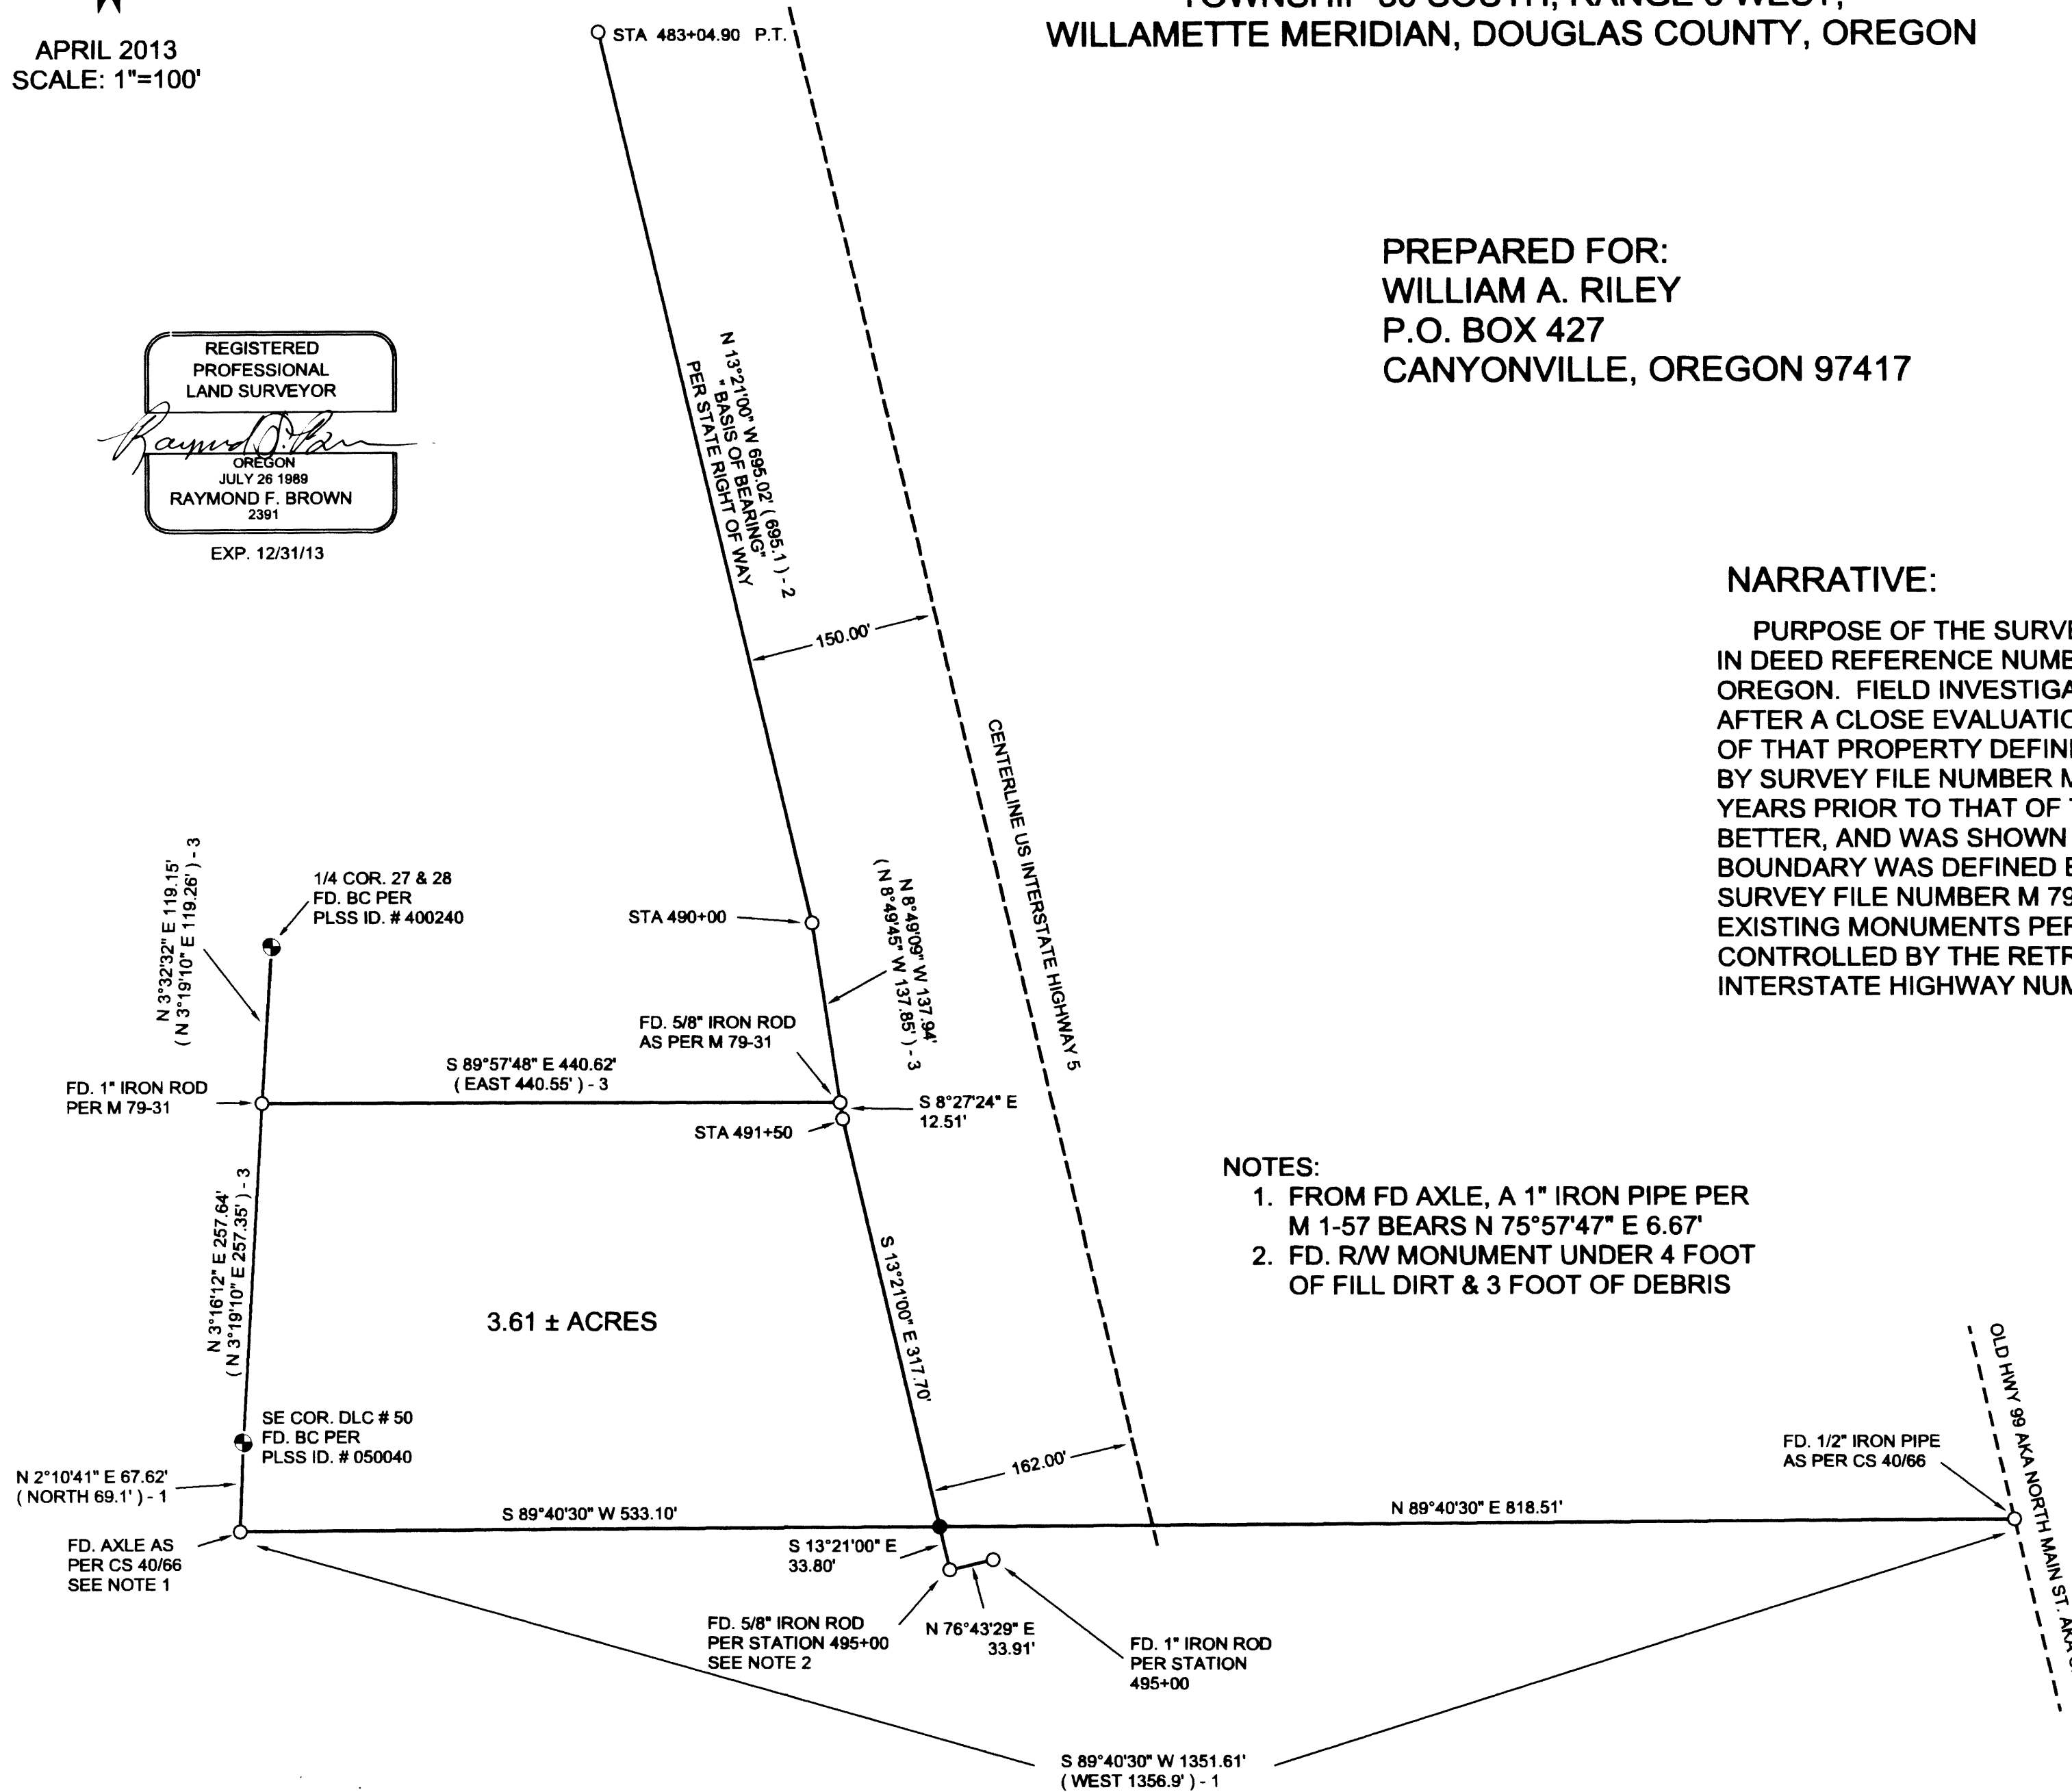 APRIL 2013
SCALE: 1"=100'
WILLAMETTE MERIDIAN, DOUGLAS COUNTY, OREGON
STA 483+04.90 P.T.
PREPARED FOR:
WILLIAM A. RILEY
P.O. BOX 427
CANYONVILLE, OREGON 97417
REGISTERED
PROFESSIONAL
LAND SURVEYOR
OREGON
JULY 26 1989
RAYMOND F. BROWN
2391
EXP. 12/31/13
N 13°21'00" W 695.02' ( 695.1 ) - 2
" BASIS OF BEARING"
PER STATE RIGHT OF WAY
150.00'
CENTERLINE US INTERSTATE HIGHWAY 5
NARRATIVE:
PURPOSE OF THE SURVE
IN DEED REFERENCE NUMB
OREGON. FIELD INVESTIGA
AFTER A CLOSE EVALUATIO
OF THAT PROPERTY DEFIN
BY SURVEY FILE NUMBER M
YEARS PRIOR TO THAT OF
BETTER, AND WAS SHOWN
BOUNDARY WAS DEFINED
SURVEY FILE NUMBER M 79
EXISTING MONUMENTS PER
CONTROLLED BY THE RETR
INTERSTATE HIGHWAY NUM
N 3°32'32" E 119.15'
( N 3°19'10" E 119.26' ) - 3
1/4 COR. 27 & 28
FD. BC PER
PLSS ID. # 400240
STA 490+00
N 8°49'09" W 137.94'
( N 8°49'45" W 137.85' ) - 3
FD. 5/8" IRON ROD
AS PER M 79-31
S 89°57'48" E 440.62'
( EAST 440.55' ) - 3
FD. 1" IRON ROD
PER M 79-31
S 8°27'24" E
12.51'
STA 491+50
N 3°16'12" E 257.64'
( N 3°19'10" E 257.35' ) - 3
S 13°21'00" E 317.70'
3.61 ± ACRES
NOTES:
1. FROM FD AXLE, A 1" IRON PIPE PER
M 1-57 BEARS N 75°57'47" E 6.67'
2. FD. R/W MONUMENT UNDER 4 FOOT
OF FILL DIRT & 3 FOOT OF DEBRIS
SE COR. DLC # 50
FD. BC PER
PLSS ID. # 050040
N 2°10'41" E 67.62'
( NORTH 69.1' ) - 1
162.00'
FD. 1/2" IRON PIPE
AS PER CS 40/66
OLD HWY 99 AKA NORTH MAIN ST. AKA
S 89°40'30" W 533.10'
N 89°40'30" E 818.51'
FD. AXLE AS
PER CS 40/66
SEE NOTE 1
S 13°21'00" E
33.80'
FD. 5/8" IRON ROD
PER STATION 495+00
SEE NOTE 2
N 76°43'29" E
33.91'
FD. 1" IRON ROD
PER STATION
495+00
S 89°40'30" W 1351.61'
( WEST 1356.9' ) - 1